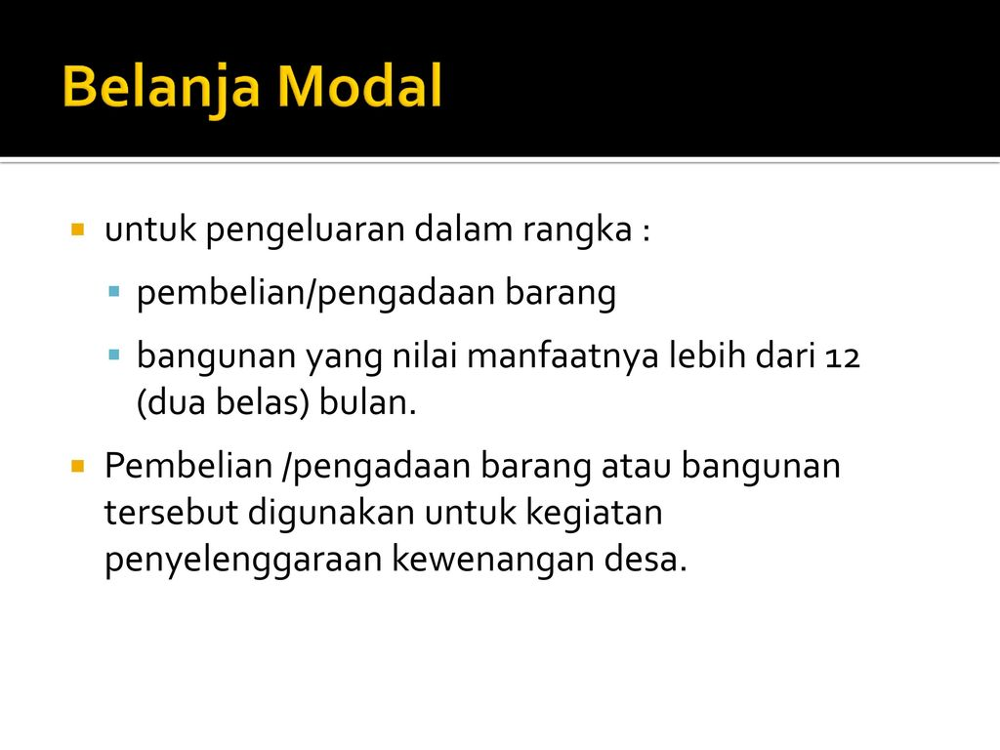 Belanja Modal
untuk pengeluaran dalam rangka :
pembelian/pengadaan barang
bangunan yang nilai manfaatnya lebih dari 12
(dua belas) bulan.
Pembelian /pengadaan barang atau bangunan
tersebut digunakan untuk kegiatan
penyelenggaraan kewenangan desa.